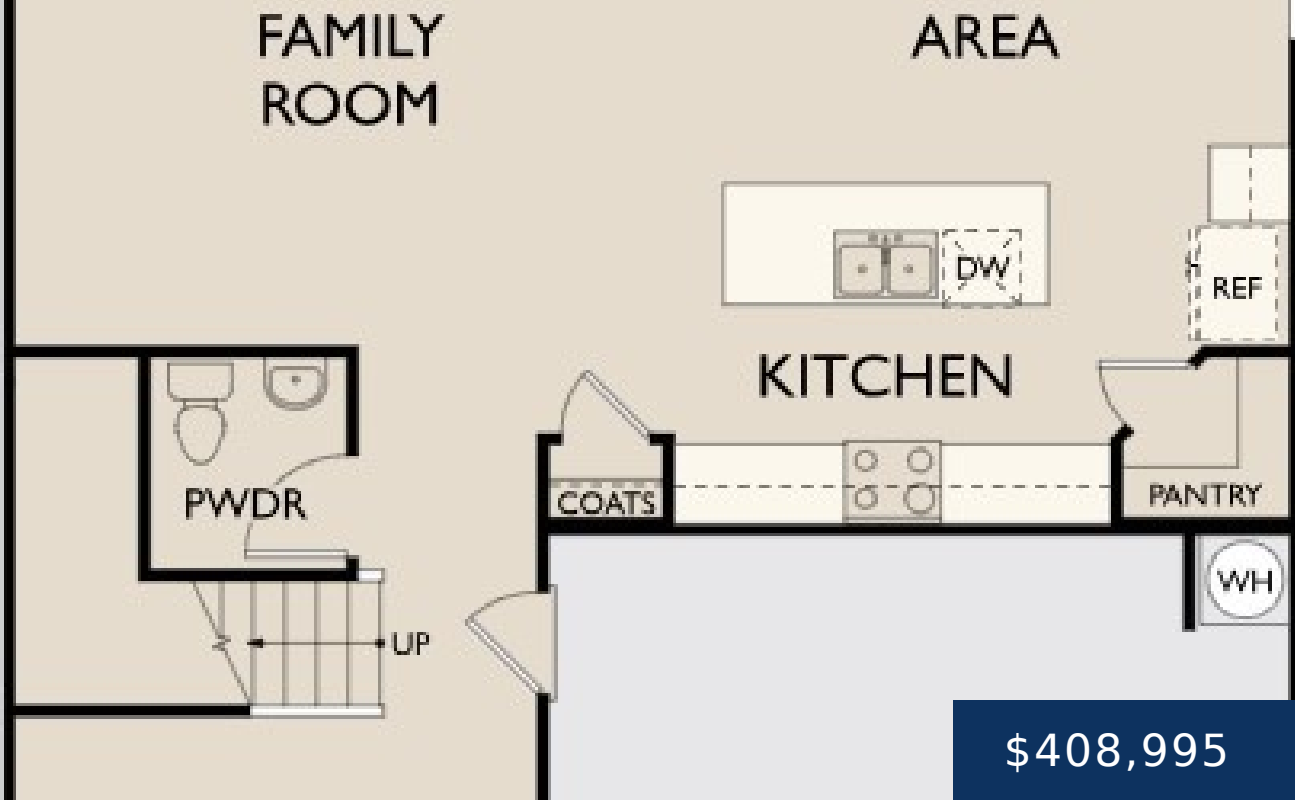 FAMILY
ROOM
AREA
DW
REF
KITCHEN
PWDR
COATS
PANTRY
WH
UP
$408,995